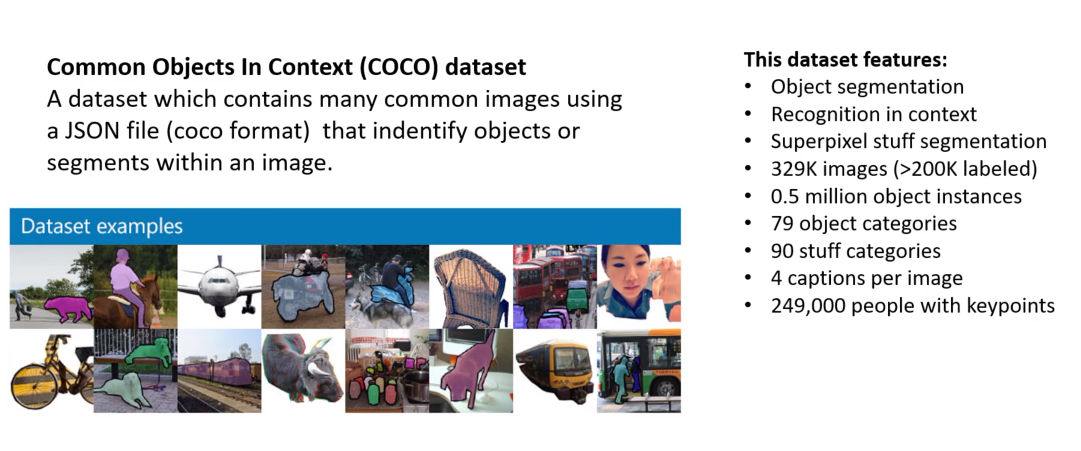 Common Objects In Context (COCO) dataset
A dataset which contains many common images using
a JSON file (coco format) that indentify objects or
segments within an image.
Dataset examples
This dataset features:
• Object segmentation
• Recognition in context
• Superpixel stuff segmentation
• 329K images (>200K labeled)
• 0.5 million object instances
• 79 object categories
• 90 stuff categories
• 4 captions per image
• 249,000 people with keypoints